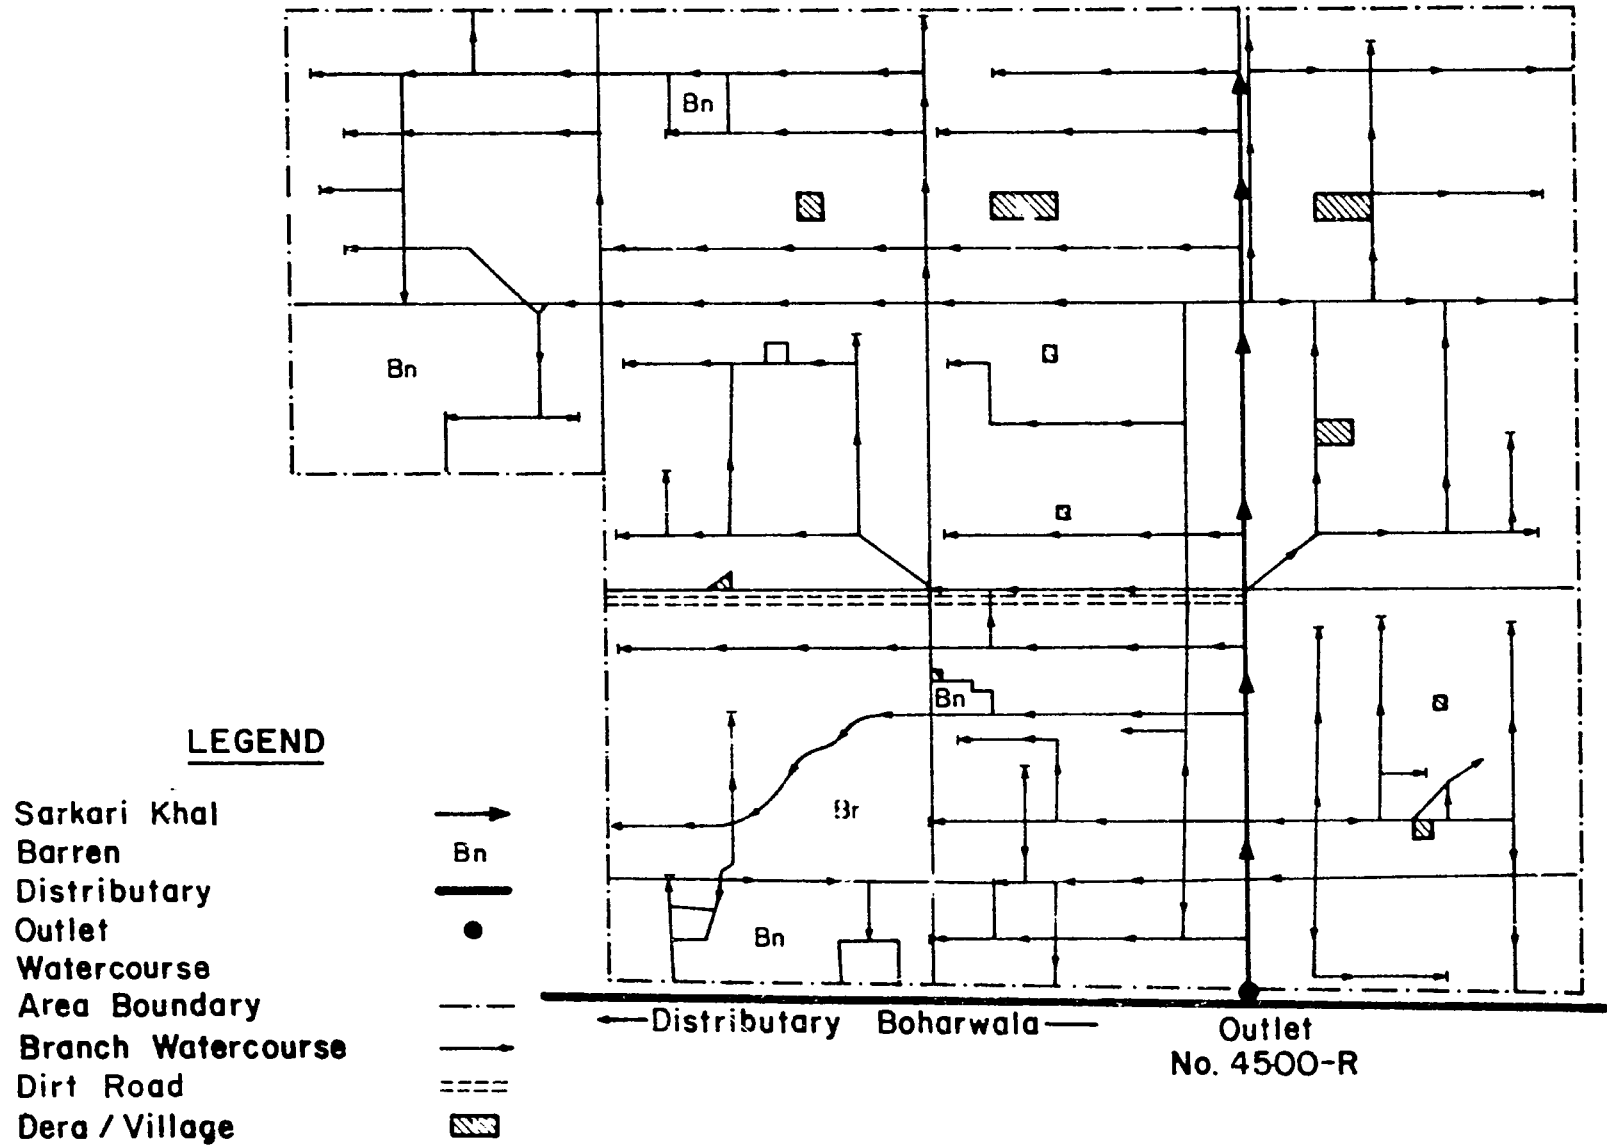 Bn
Bn
Bn
Br
Bn
LEGEND
Sarkari Khal
Barren Bn
Distributary
Outlet
Watercourse
Area Boundary
Branch Watercourse
Dirt Road
Dera / Village
Distributary Boharwala
Outlet
No. 4500-R